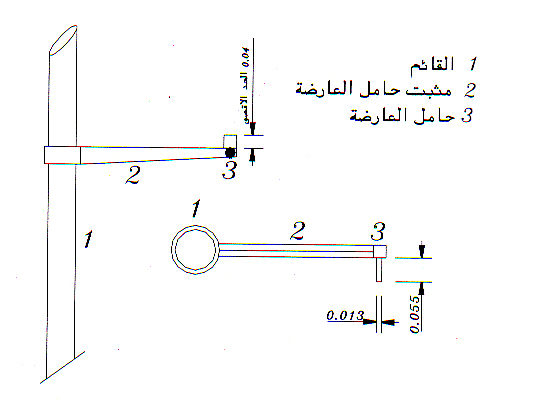 1 القائم
2 مثبت حامل العارضة
3 حامل العارضة
الحد الاقصى 0.04
2
3
1
1
2
3
0.013
0.055